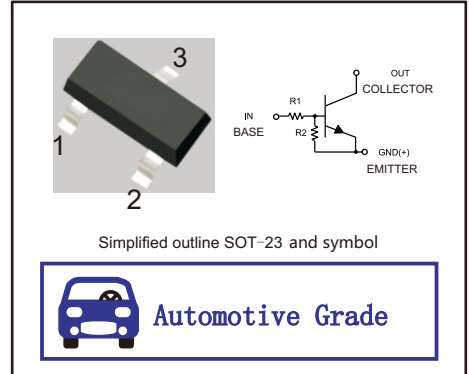 3
1
2
OUT
COLLECTOR
R1
IN
BASE
R2
GND(+)
EMITTER
Simplified outline SOT-23 and symbol
Automotive Grade